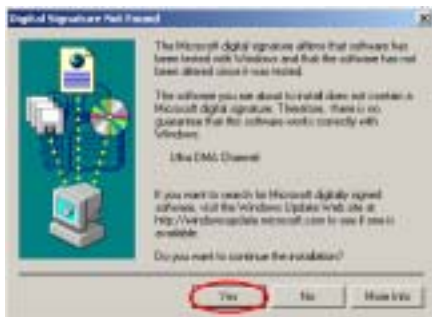 Digital Signature Not Found
The Microsoft digital signature affirms that software has
been tested with Windows and that the software has not
been altered since it was tested.
The software you are about to install does not contain a
Microsoft digital signature. Therefore, there is no
guarantee that this software works correctly with
Windows.
Ultra DMA Channel
If you want to search for Microsoft digitally signed
software, visit the Windows Update Web site at
http://windowsupdate.microsoft.com to see if one is
available.
Do you want to continue the installation?
Yes
No
More Info